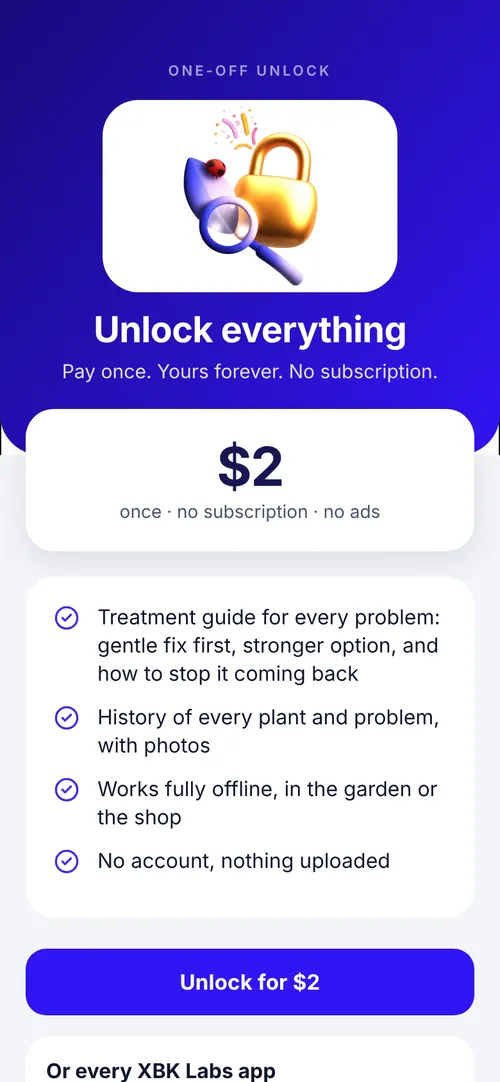 ONE-OFF UNLOCK
Unlock everything
Pay once. Yours forever. No subscription.
$2
once · no subscription · no ads
Treatment guide for every problem:
gentle fix first, stronger option, and
how to stop it coming back
History of every plant and problem,
with photos
Works fully offline, in the garden or
the shop
No account, nothing uploaded
Unlock for $2
Or every XBK Labs app